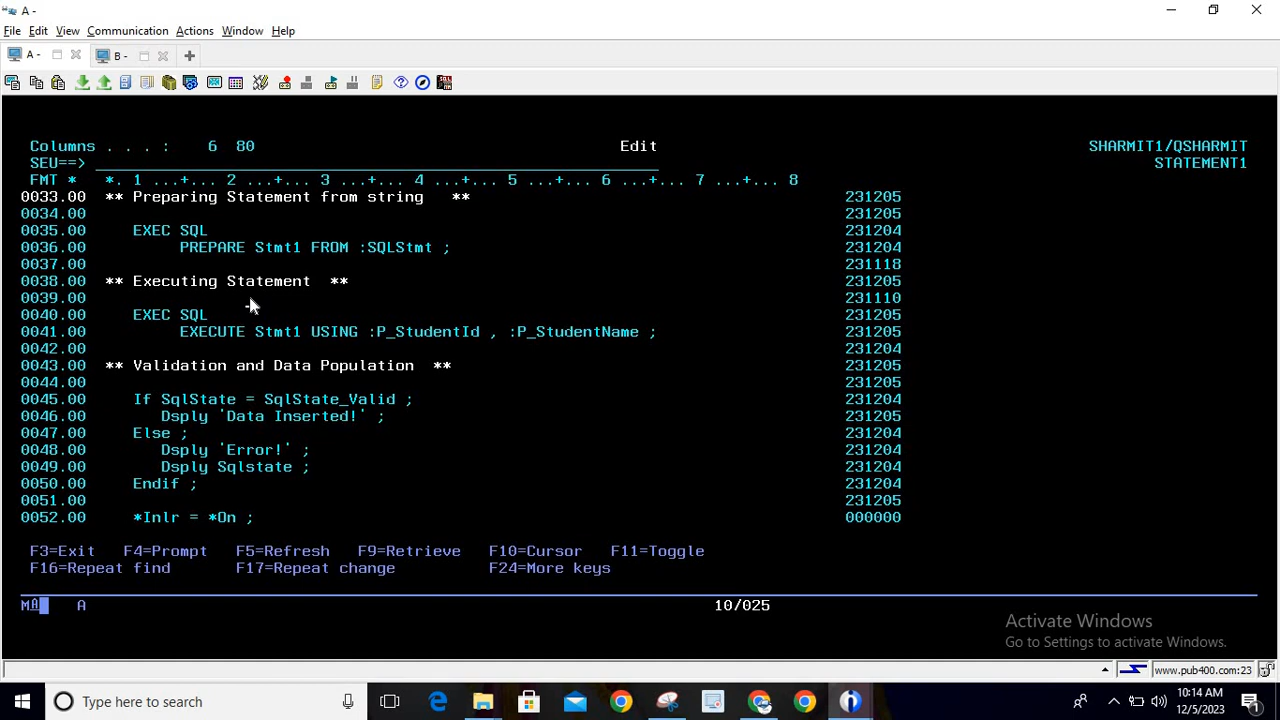 A -
File Edit View Communication Actions Window Help
A - B -
Columns . . . : 6 80 Edit SHARMIT1/QSHARMIT
SEU==> STATEMENT1
FMT * *. 1 ...+... 2 ...+... 3 ...+... 4 ...+... 5 ...+... 6 ...+... 7 ...+... 8
0033.00 ** Preparing Statement from string ** 231205
0034.00 231205
0035.00 EXEC SQL 231204
0036.00 PREPARE Stmt1 FROM :SQLStmt ; 231204
0037.00 231118
0038.00 ** Executing Statement ** 231205
0039.00 231110
0040.00 EXEC SQL 231205
0041.00 EXECUTE Stmt1 USING :P_StudentId , :P_StudentName ; 231205
0042.00 231204
0043.00 ** Validation and Data Population ** 231205
0044.00 231205
0045.00 If SqlState = SqlState_Valid ; 231204
0046.00 Dsply 'Data Inserted!' ; 231205
0047.00 Else ; 231204
0048.00 Dsply 'Error!' ; 231204
0049.00 Dsply Sqlstate ; 231204
0050.00 Endif ; 231204
0051.00 231205
0052.00 *Inlr = *On ; 000000
F3=Exit F4=Prompt F5=Refresh F9=Retrieve F10=Cursor F11=Toggle
F16=Repeat find F17=Repeat change F24=More keys
MA A 10/025
Activate Windows
Go to Settings to activate Windows.
www.pub400.com:23
Type here to search
10:14 AM
12/5/2023
1